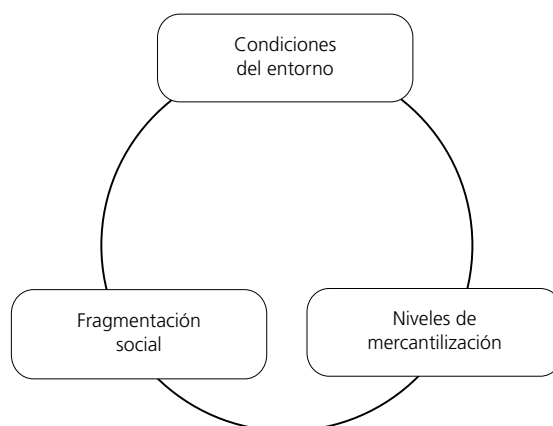 Condiciones
del entorno
Fragmentación
social
Niveles de
mercantilización